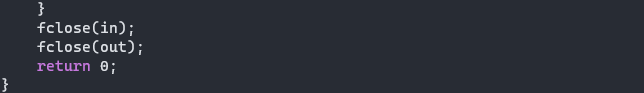 }
    fclose(in);
    fclose(out);
    return 0;
}